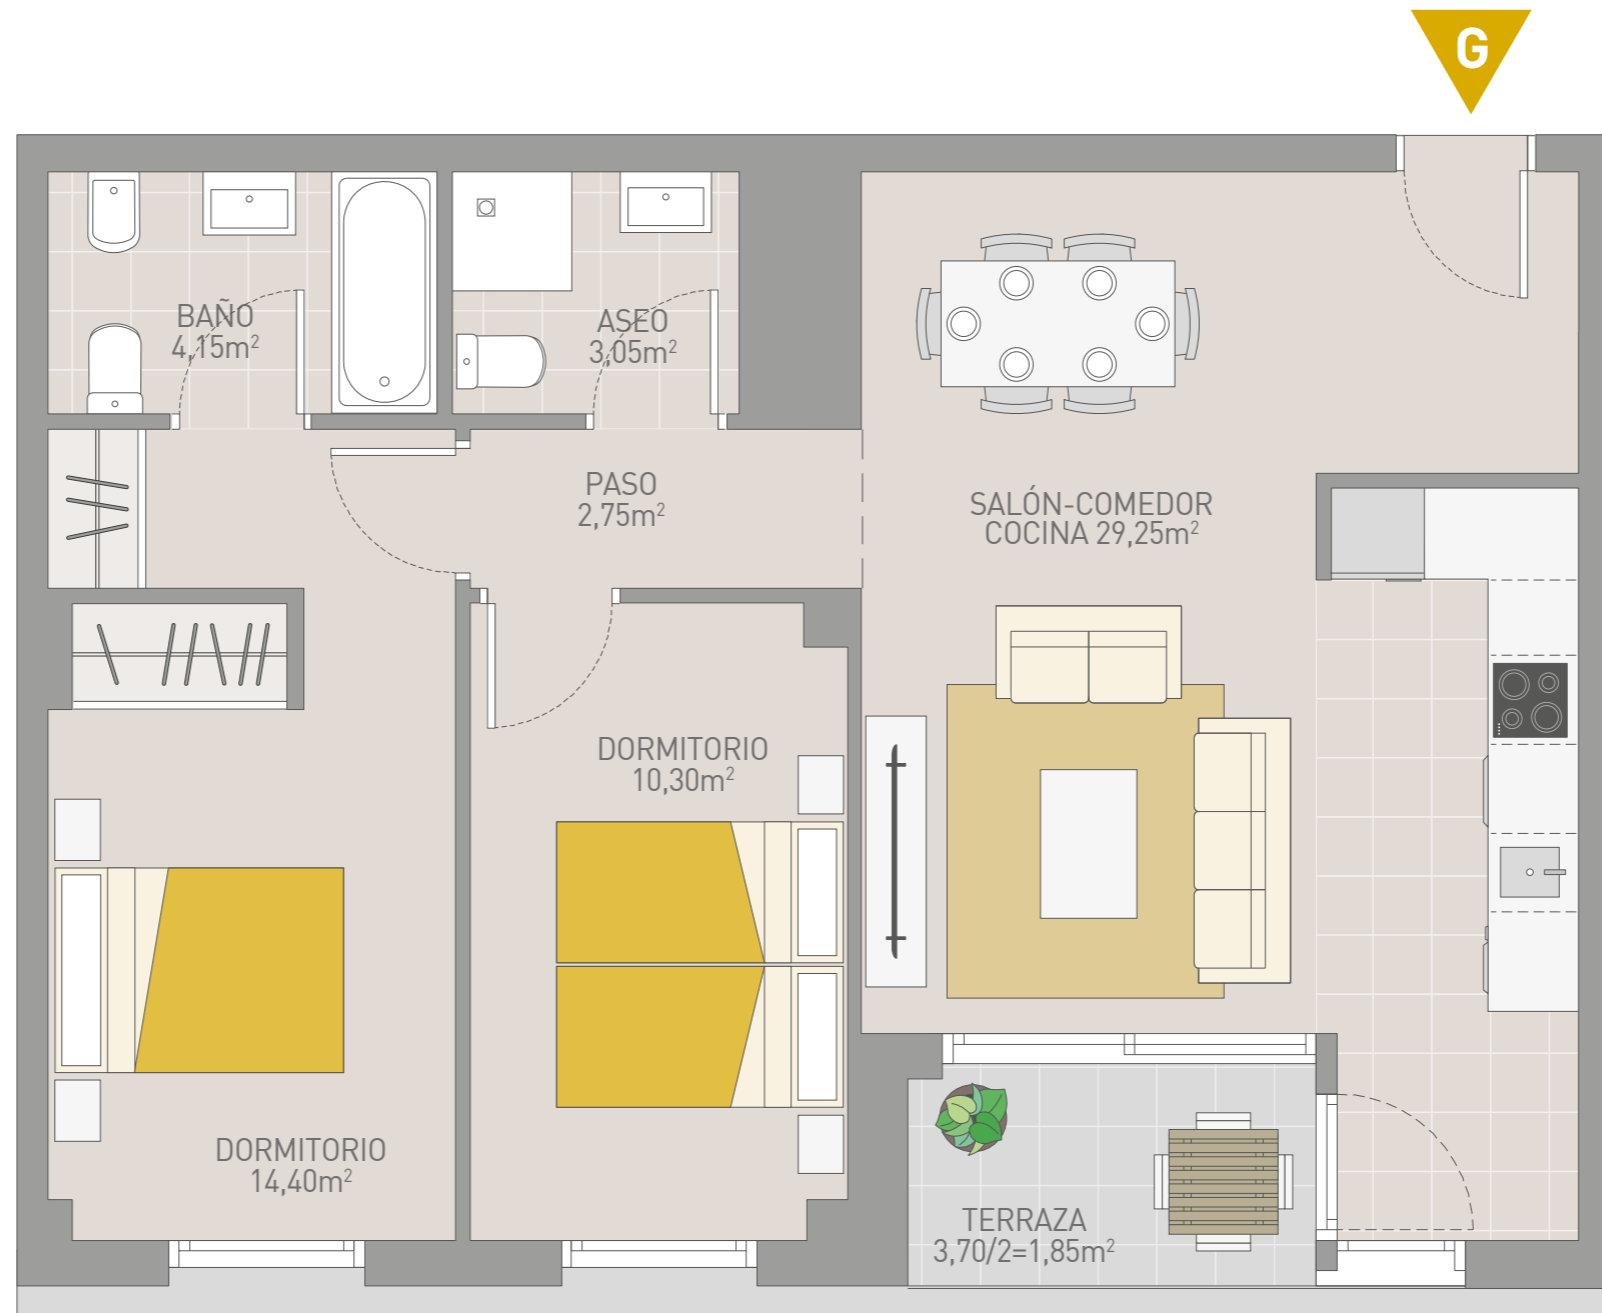 G
BAÑO
4,15m²
ASEO
3,05m²
PASO
2,75m²
SALÓN-COMEDOR
COCINA 29,25m²
DORMITORIO
10,30m²
DORMITORIO
14,40m²
TERRAZA
3,70/2=1,85m²